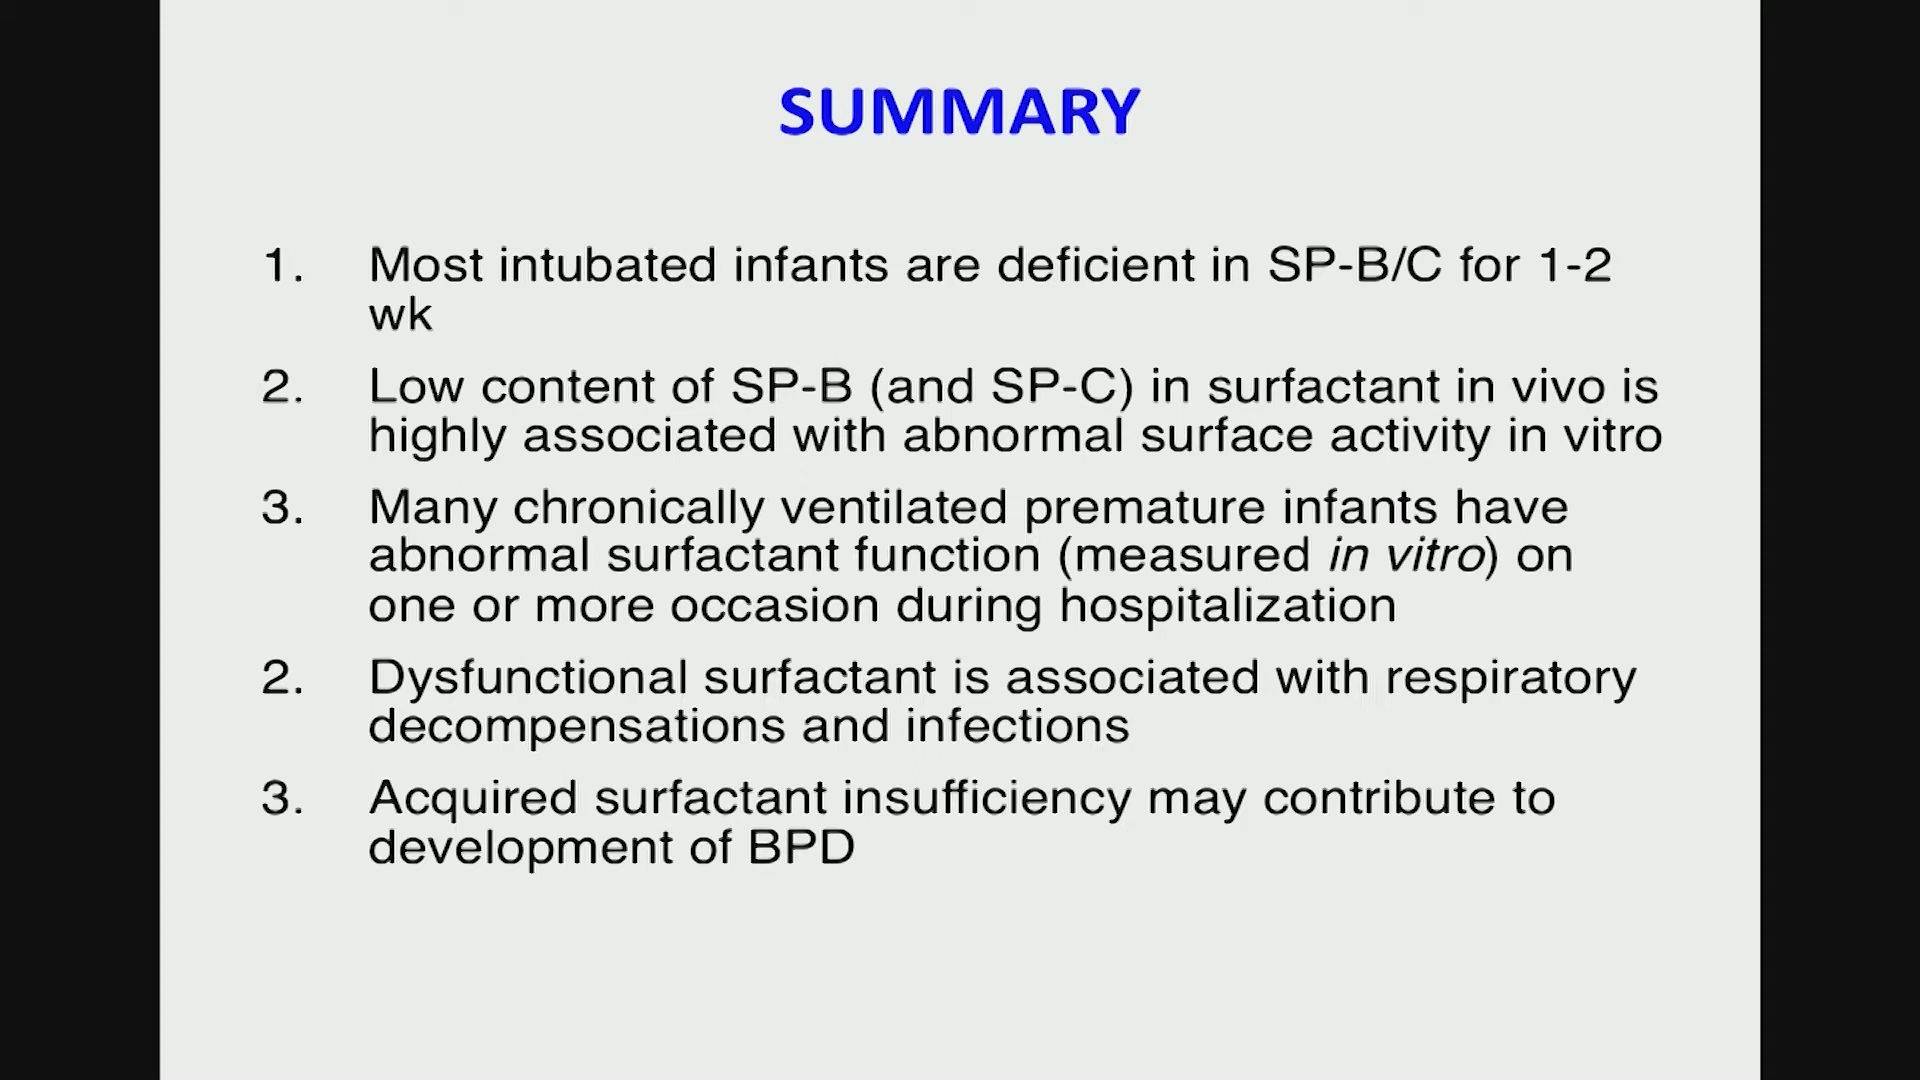 SUMMARY
1. Most intubated infants are deficient in SP-B/C for 1-2
wk
2. Low content of SP-B (and SP-C) in surfactant in vivo is
highly associated with abnormal surface activity in vitro
3. Many chronically ventilated premature infants have
abnormal surfactant function (measured in vitro) on
one or more occasion during hospitalization
2. Dysfunctional surfactant is associated with respiratory
decompensations and infections
3. Acquired surfactant insufficiency may contribute to
development of BPD